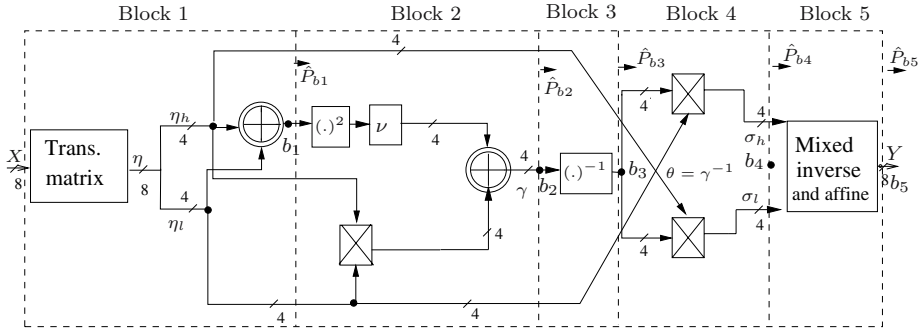 Block 1 Block 2 Block 3 Block 4 Block 5
P̂b1 P̂b2 P̂b3 P̂b4 P̂b5
4 4
ηh 4
b1
(.)² ν 4
4 4
X 8
Trans. matrix
η 8
4 ηl
4 γ b2
(.)⁻¹
b3
θ = γ⁻¹
4 σh
b4
σl 4
Mixed inverse and affine
Y 8 b5
4
4 4